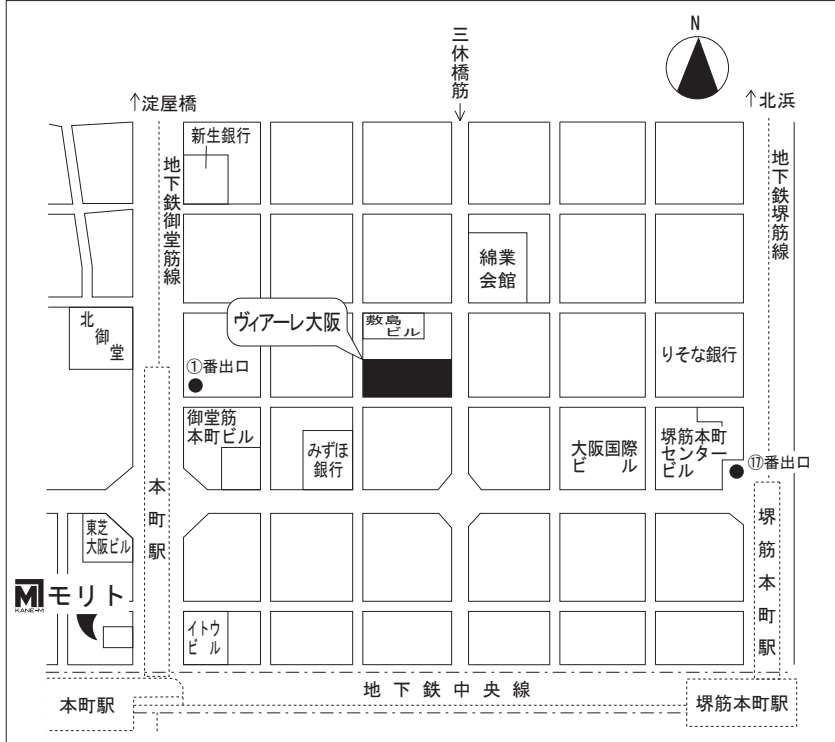 N
三休橋筋
↓
↑淀屋橋
↑北浜
新生銀行
地下鉄御堂筋線
地下鉄堺筋線
綿業
会館
ヴィアーレ大阪
敷島
ビル
北御堂
りそな銀行
①番出口
御堂筋
本町ビル
みずほ
銀行
大阪国際
ビル
堺筋本町
センター
ビル
⑰番出口
本町駅
堺筋本町駅
東芝
大阪ビル
M モリト
KANE-M
イトウ
ビル
地下鉄中央線
本町駅
堺筋本町駅